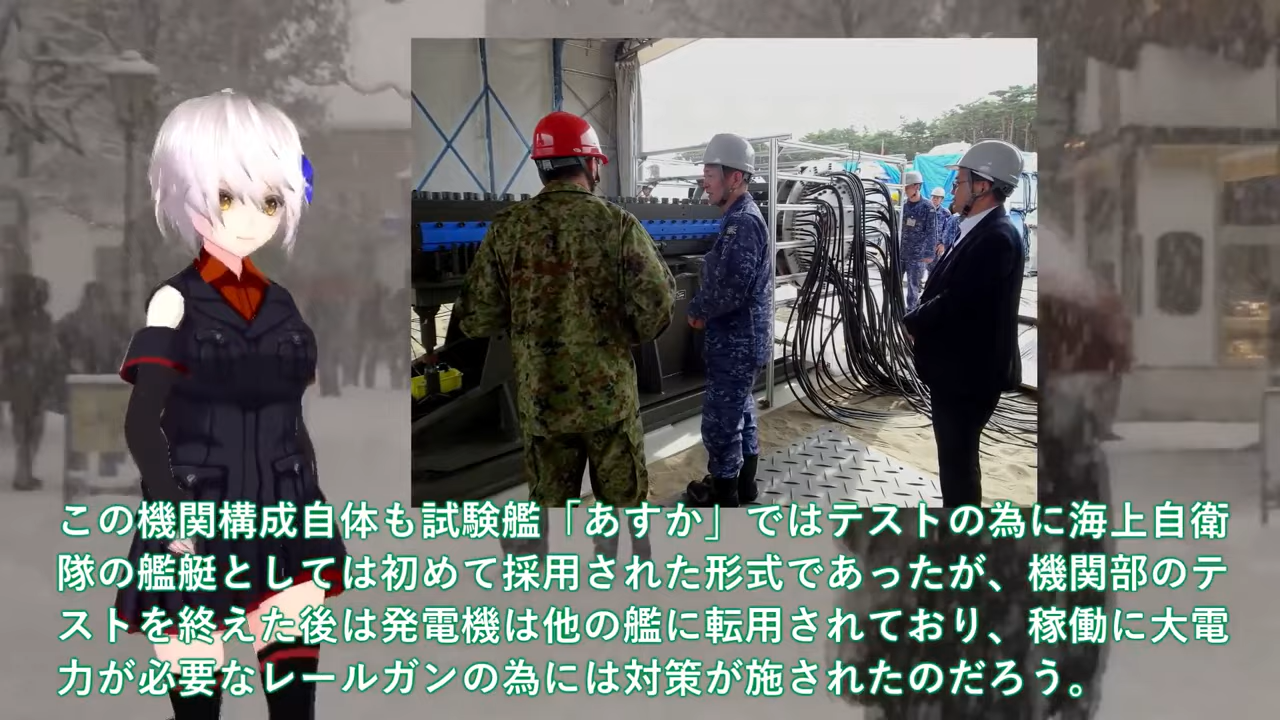 この機関構成自体も試験艦「あすか」ではテストの為に海上自衛
隊の艦艇としては初めて採用された形式であったが、機関部のテ
ストを終えた後は発電機は他の艦に転用されており、稼働に大電
力が必要なレールガンの為には対策が施されたのだろう。